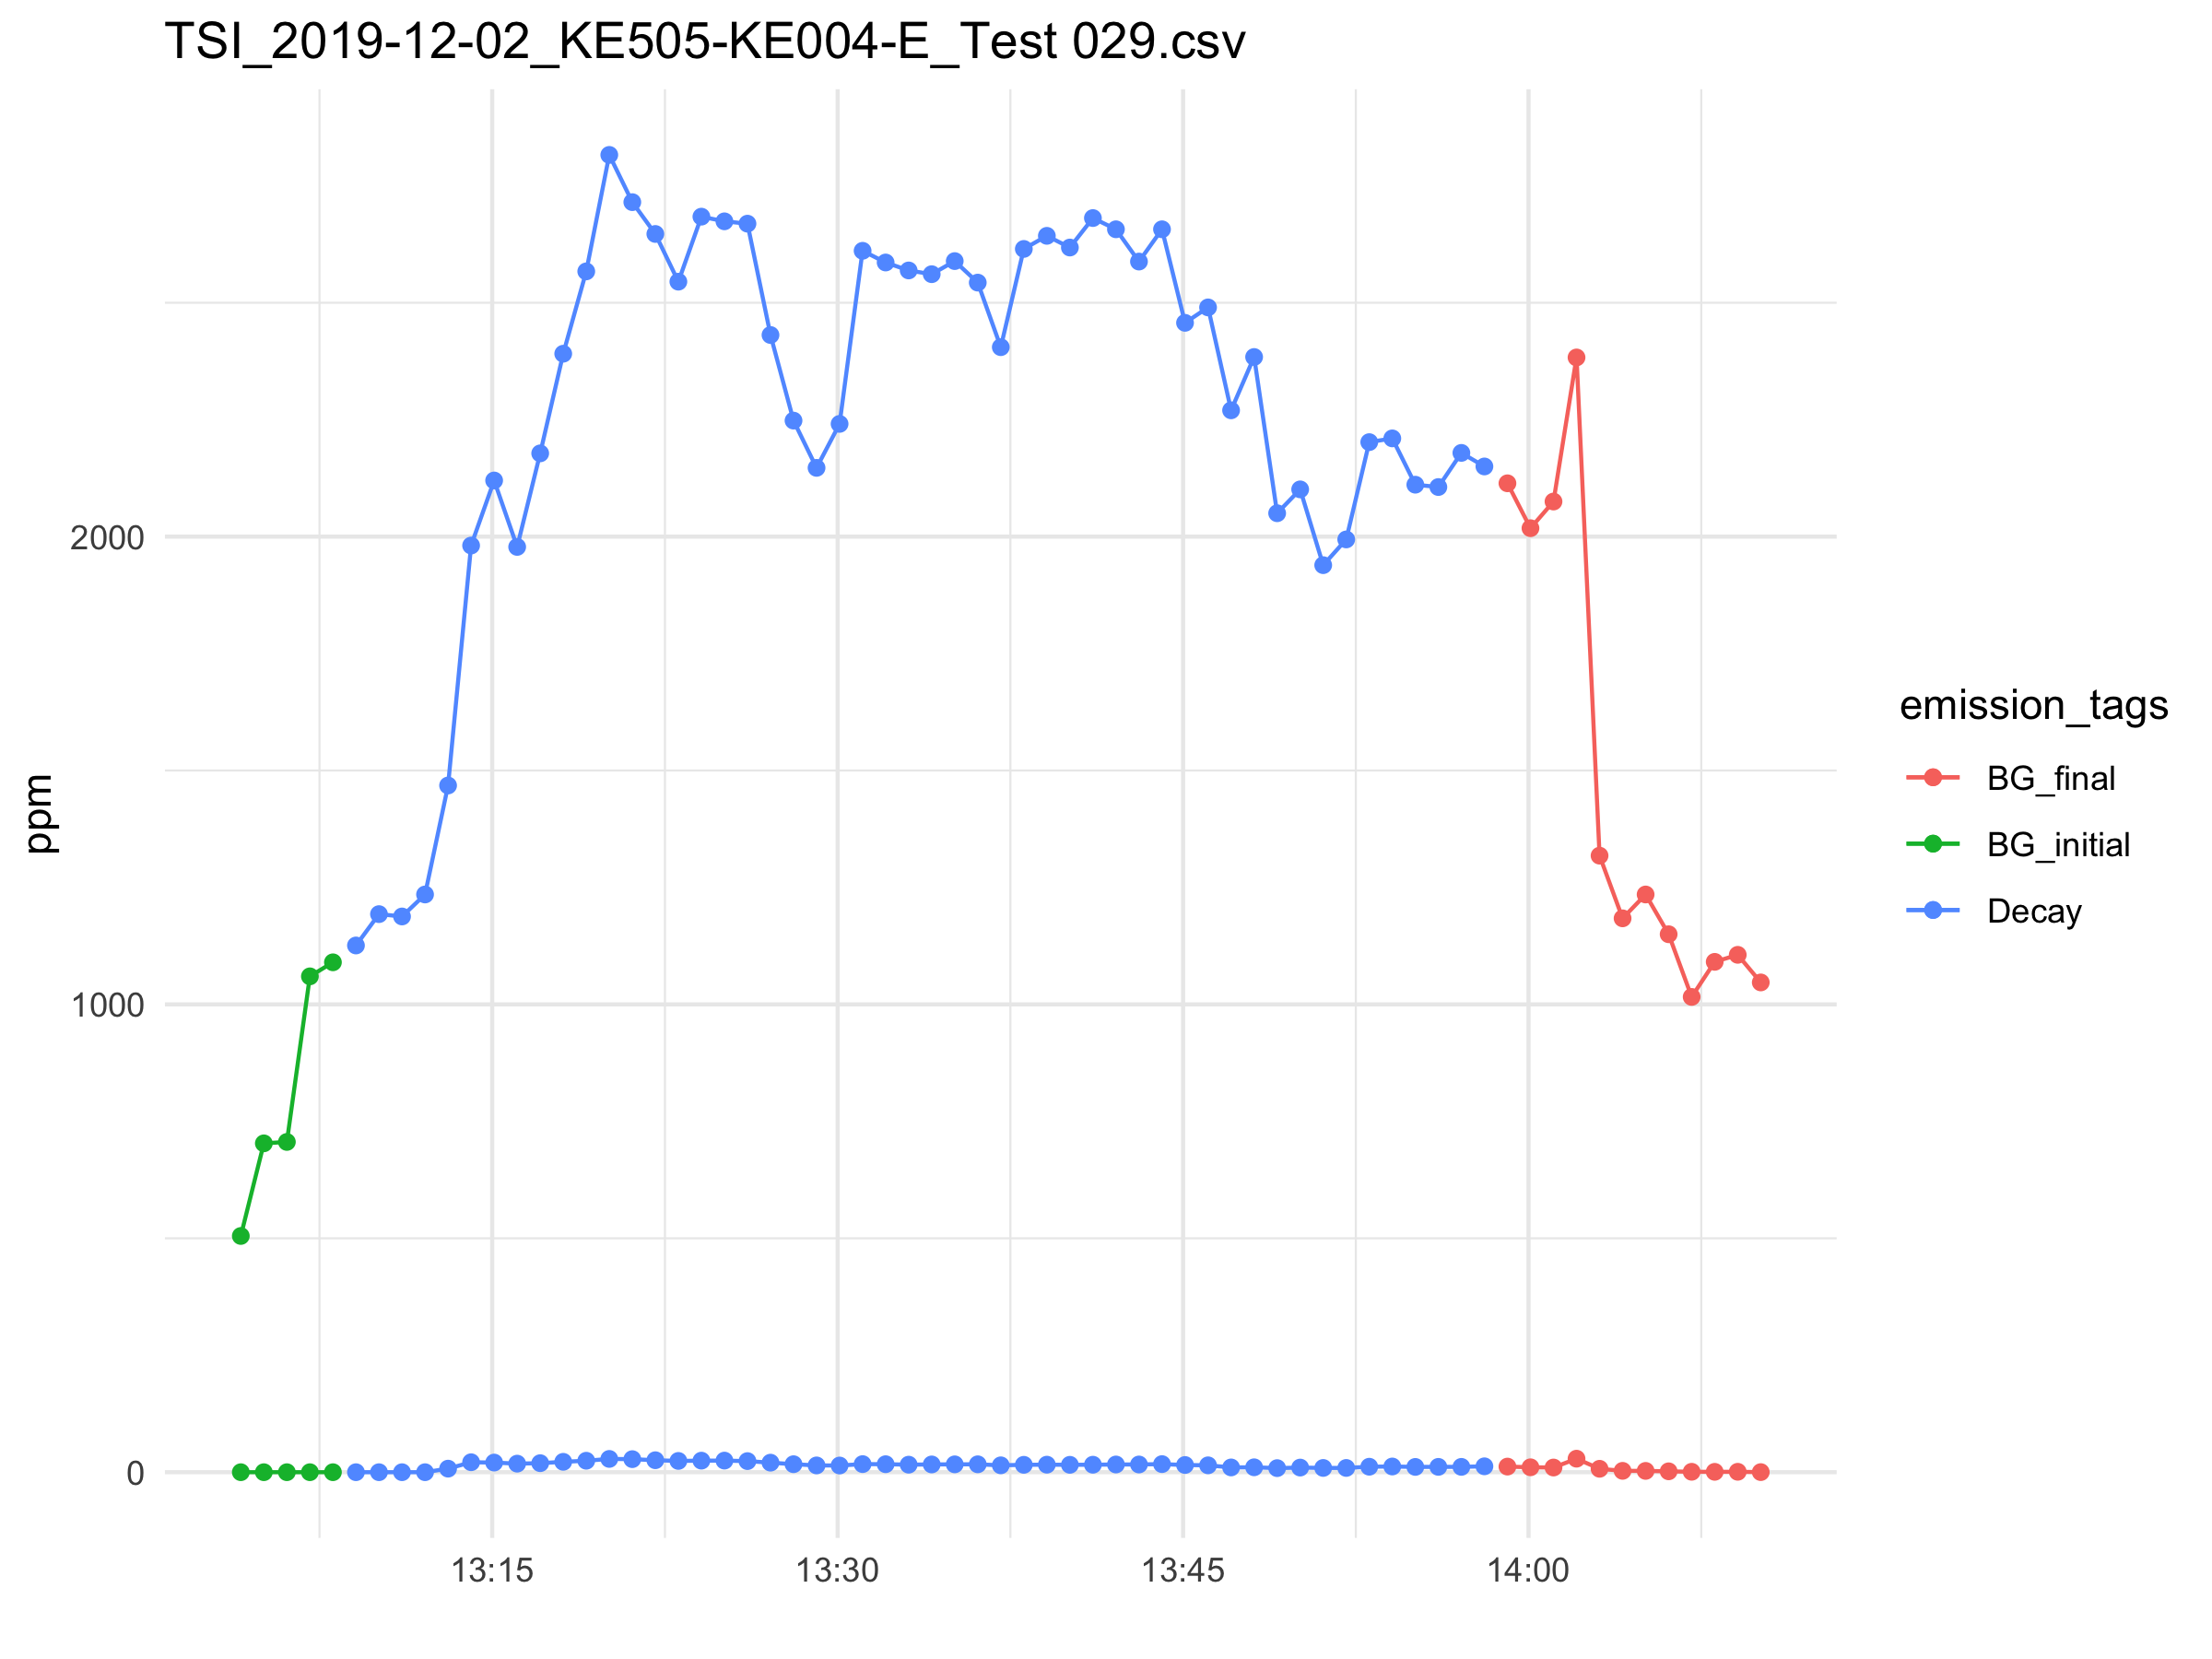 TSI_2019-12-02_KE505-KE004-E_Test 029.csv
ppm
2000
1000
0
13:15
13:30
13:45
14:00
emission_tags
BG_final
BG_initial
Decay